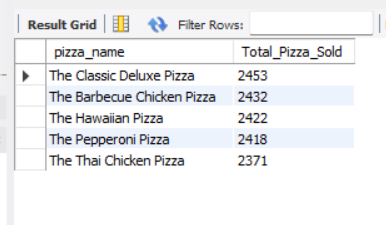 Result Grid Filter Rows:
pizza_name Total_Pizza_Sold
The Classic Deluxe Pizza 2453
The Barbecue Chicken Pizza 2432
The Hawaiian Pizza 2422
The Pepperoni Pizza 2418
The Thai Chicken Pizza 2371